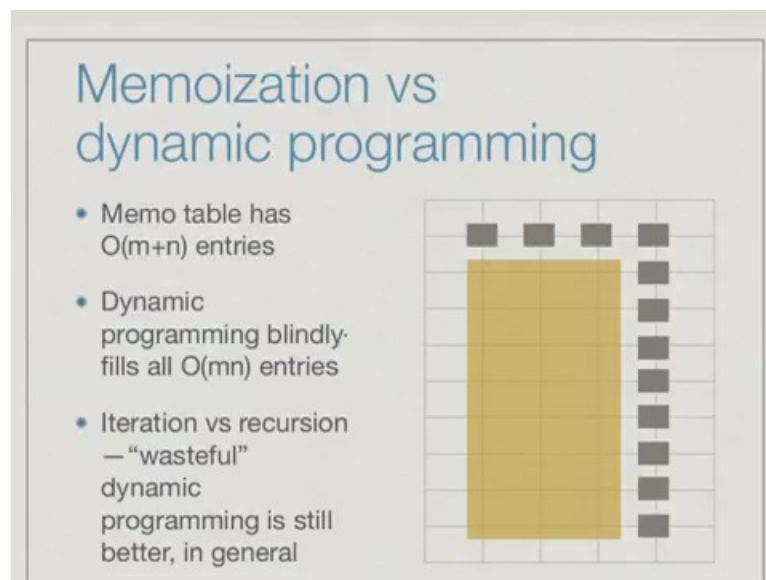 Memoization vs
dynamic programming
• Memo table has
O(m+n) entries
• Dynamic
programming blindly
fills all O(mn) entries
• Iteration vs recursion
—“wasteful”
dynamic
programming is still
better, in general